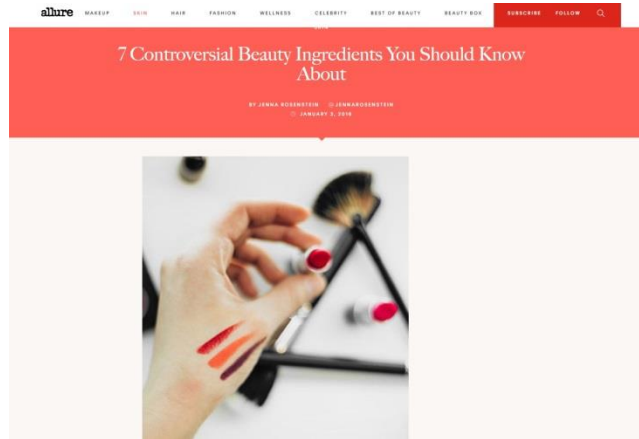 allure MAKEUP SKIN HAIR FASHION WELLNESS CELEBRITY BEST OF BEAUTY BEAUTY BOX SUBSCRIBE FOLLOW
7 Controversial Beauty Ingredients You Should Know
About
BY JENNA ROSENSTEIN @JENNAROSENSTEIN
JANUARY 3, 2016